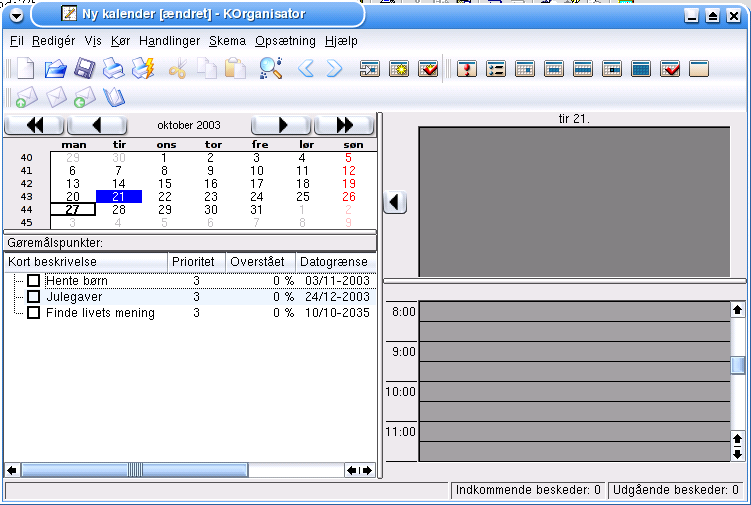 Ny kalender [ændret] - KOrganisator
Fil Redigér Vis Kør Handlinger Skema Opsætning Hjælp
oktober 2003
man tir ons tor fre lør søn
40 29 30 1 2 3 4 5
41 6 7 8 9 10 11 12
42 13 14 15 16 17 18 19
43 20 21 22 23 24 25 26
44 27 28 29 30 31 1 2
45 3 4 5 6 7 8 9
Gøremålspunkter:
Kort beskrivelse Prioritet Overstået Datogrænse
Hente børn 3 0 % 03/11-2003
Julegaver 3 0 % 24/12-2003
Finde livets mening 3 0 % 10/10-2035
tir 21.
8:00
9:00
10:00
11:00
Indkommende beskeder: 0 Udgående beskeder: 0